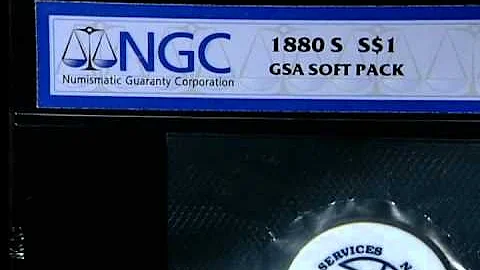 NGC
Numismatic Guaranty Corporation
1880 S S$1
GSA SOFT PACK
SERVICES